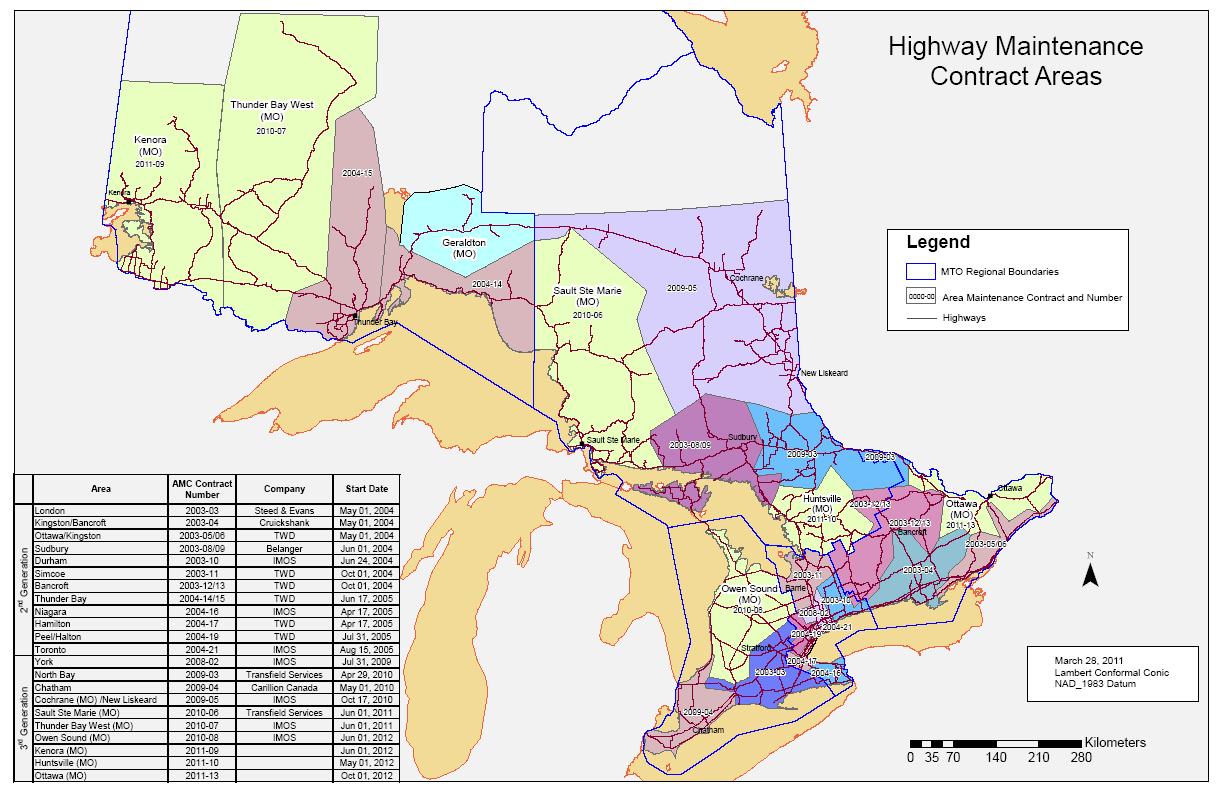 Highway Maintenance
Contract Areas
Thunder Bay West
(MO)
2010-07
Kenora
(MO)
2011-09
Kenora
2004-15
Geraldton
(MO)
2004-14
Thunder Bay
Sault Ste Marie
(MO)
2010-06
2009-05
Cochrane
New Liskeard
Legend
MTO Regional Boundaries
0000-00 Area Maintenance Contract and Number
Highways
Sault Ste Marie
2003-08/09
Sudbury
2009-03
2009-03
Huntsville
(MO)
2011-10
2003-12/13
2003-12/13
Bancroft
Ottawa
Ottawa
(MO)
2011-13
2003-05/06
2003-04
2003-11
Barrie
2003-10
Owen Sound
(MO)
2010-08
2008-02
2004-21
2004-19
Stratford
2004-17
2003-03
2004-16
2009-04
Chatham
N
Area AMC Contract Number Company Start Date
2nd Generation
London 2003-03 Steed & Evans May 01, 2004
Kingston/Bancroft 2003-04 Cruickshank May 01, 2004
Ottawa/Kingston 2003-05/06 TWD May 01, 2004
Sudbury 2003-08/09 Belanger Jun 01, 2004
Durham 2003-10 IMOS Jun 24, 2004
Simcoe 2003-11 TWD Oct 01, 2004
Bancroft 2003-12/13 TWD Oct 01, 2004
Thunder Bay 2004-14/15 TWD Jun 17, 2005
Niagara 2004-16 IMOS Apr 17, 2005
Hamilton 2004-17 TWD Apr 17, 2005
Peel/Halton 2004-19 TWD Jul 31, 2005
Toronto 2004-21 IMOS Aug 15, 2005
3rd Generation
York 2008-02 IMOS Jul 31, 2009
North Bay 2009-03 Transfield Services Apr 29, 2010
Chatham 2009-04 Carillion Canada May 01, 2010
Cochrane (MO) /New Liskeard 2009-05 IMOS Oct 17, 2010
Sault Ste Marie (MO) 2010-06 Transfield Services Jun 01, 2011
Thunder Bay West (MO) 2010-07 IMOS Jun 01, 2011
Owen Sound (MO) 2010-08 IMOS Jun 01, 2012
Kenora (MO) 2011-09 Jun 01, 2012
Huntsville (MO) 2011-10 May 01, 2012
Ottawa (MO) 2011-13 Oct 01, 2012
March 28, 2011
Lambert Conformal Conic
NAD_1983 Datum
Kilometers
0 35 70 140 210 280